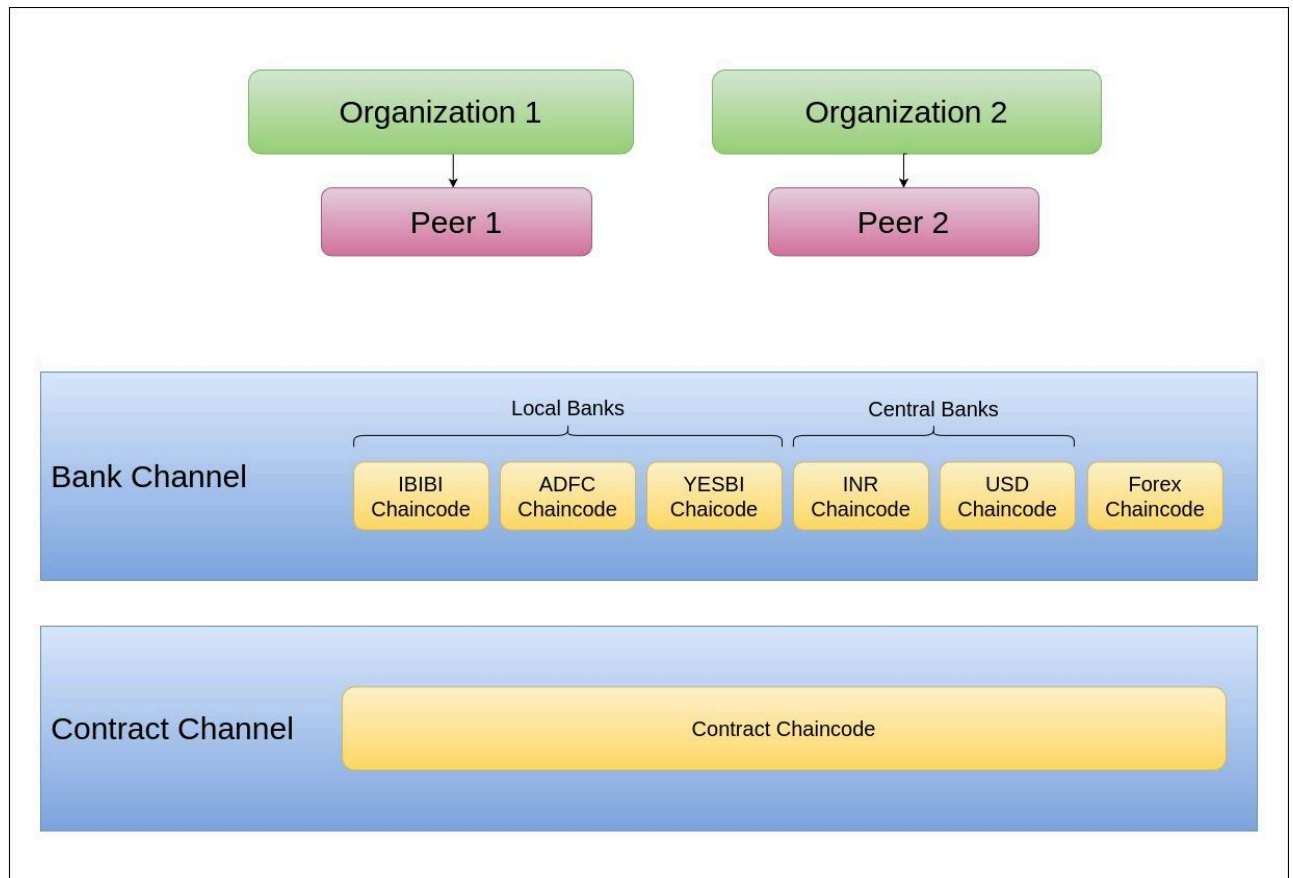 Organization 1
Organization 2
Peer 1
Peer 2
Local Banks
Central Banks
Bank Channel
IBIBI
Chaincode
ADFC
Chaincode
YESBI
Chaicode
INR
Chaincode
USD
Chaincode
Forex
Chaincode
Contract Channel
Contract Chaincode